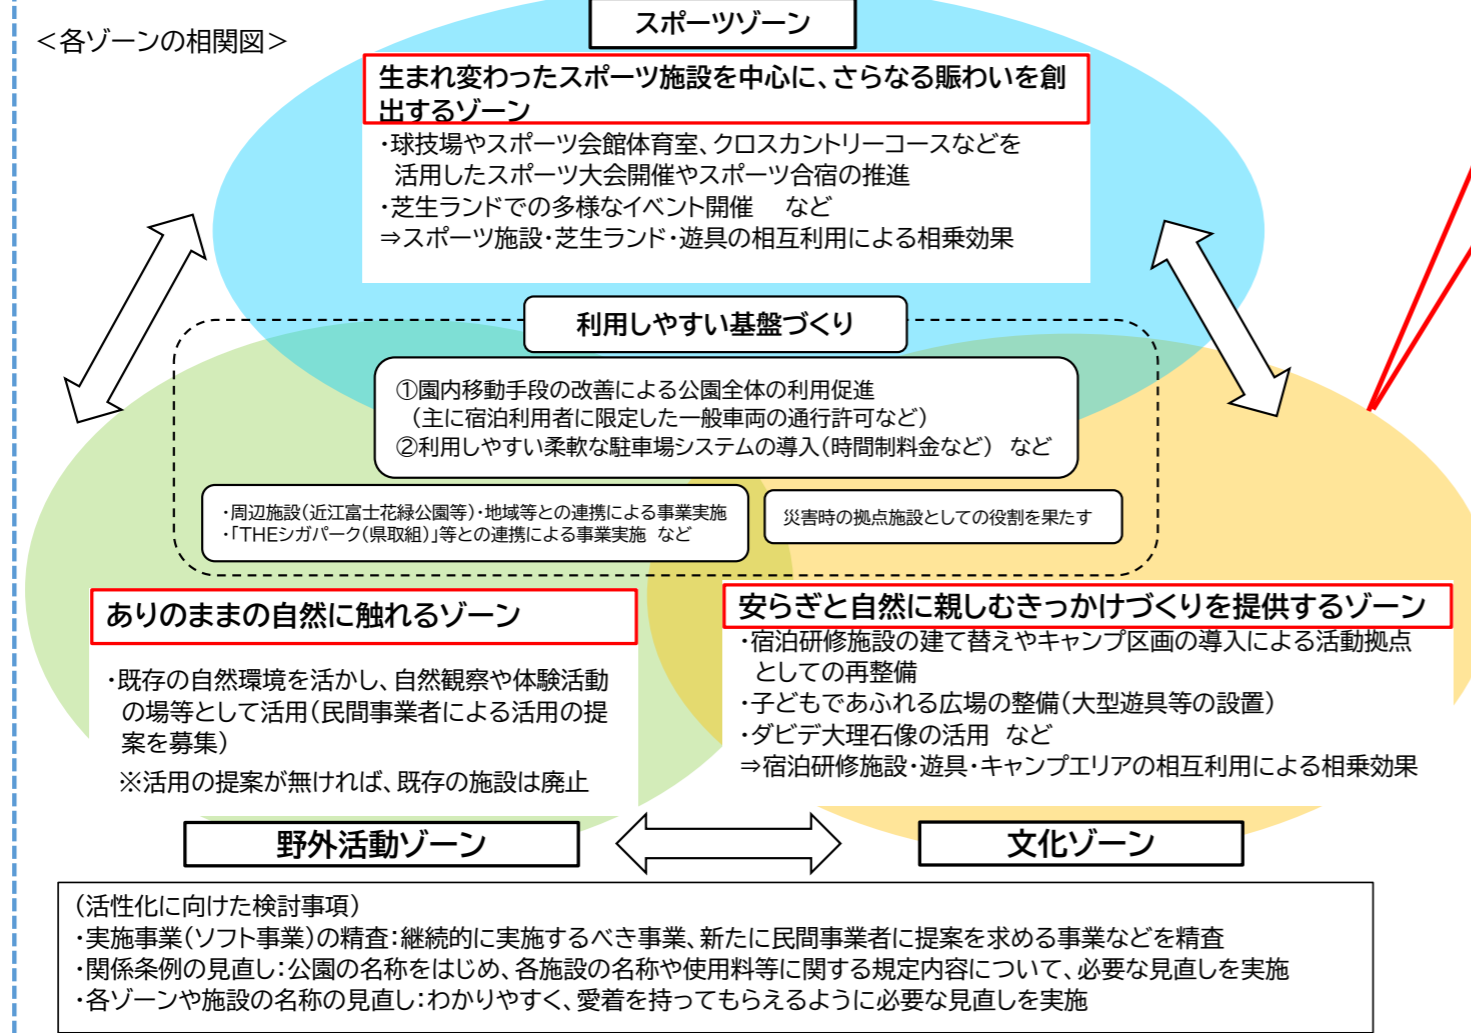 ＜各ゾーンの相関図＞
スポーツゾーン
生まれ変わったスポーツ施設を中心に、さらなる賑わいを創
出するゾーン
・球技場やスポーツ会館体育室、クロスカントリーコースなどを
活用したスポーツ大会開催やスポーツ合宿の推進
・芝生ランドでの多様なイベント開催　など
⇒スポーツ施設・芝生ランド・遊具の相互利用による相乗効果
利用しやすい基盤づくり
①園内移動手段の改善による公園全体の利用促進
（主に宿泊利用者に限定した一般車両の通行許可など）
②利用しやすい柔軟な駐車場システムの導入（時間制料金など）　など
・周辺施設（近江富士花緑公園等）・地域等との連携による事業実施
・「THEシガパーク（県取組）」等との連携による事業実施　など
災害時の拠点施設としての役割を果たす
ありのままの自然に触れるゾーン
・既存の自然環境を活かし、自然観察や体験活動
の場等として活用（民間事業者による活用の提
案を募集）
※活用の提案が無ければ、既存の施設は廃止
野外活動ゾーン
安らぎと自然に親しむきっかけづくりを提供するゾーン
・宿泊研修施設の建て替えやキャンプ区画の導入による活動拠点
としての再整備
・子どもであふれる広場の整備（大型遊具等の設置）
・ダビデ大理石像の活用　など
⇒宿泊研修施設・遊具・キャンプエリアの相互利用による相乗効果
文化ゾーン
（活性化に向けた検討事項）
・実施事業（ソフト事業）の精査：継続的に実施するべき事業、新たに民間事業者に提案を求める事業などを精査
・関係条例の見直し：公園の名称をはじめ、各施設の名称や使用料等に関する規定内容について、必要な見直しを実施
・各ゾーンや施設の名称の見直し：わかりやすく、愛着を持ってもらえるように必要な見直しを実施